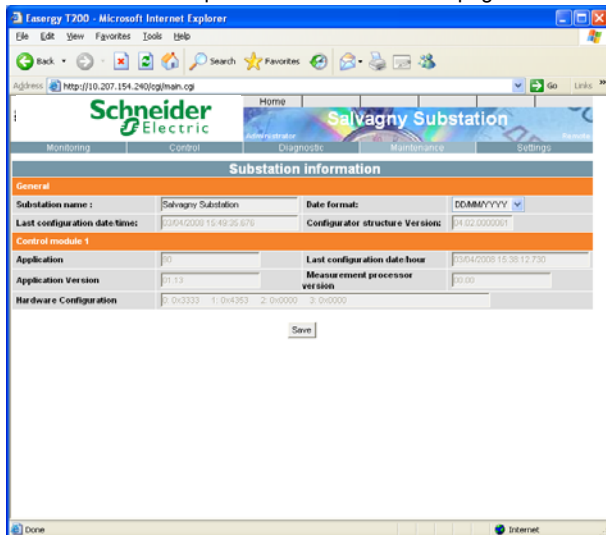 Easergy T200 - Microsoft Internet Explorer
File Edit View Favorites Tools Help
Back Search Favorites
Address http://10.207.154.240/cgi/main.cgi Go Links
Home
Schneider Electric
Salvagny Substation
Administrator Remote
Monitoring Control Diagnostic Maintenance Settings
Substation information
General
Substation name : Salvagny Substation Date format: DD/MM/YYYY
Last configuration date/time: 03/04/2008 15:49:35.676 Configurator structure Version: 04.02.0000061
Control module 1
Application Last configuration date/hour 03/04/2008 15:38:12.730
Application Version 01.13 Measurement processor version 00.00
Hardware Configuration 0: 0x3333 1: 0x4353 2: 0x0000 3: 0x0000
Save
Done Internet